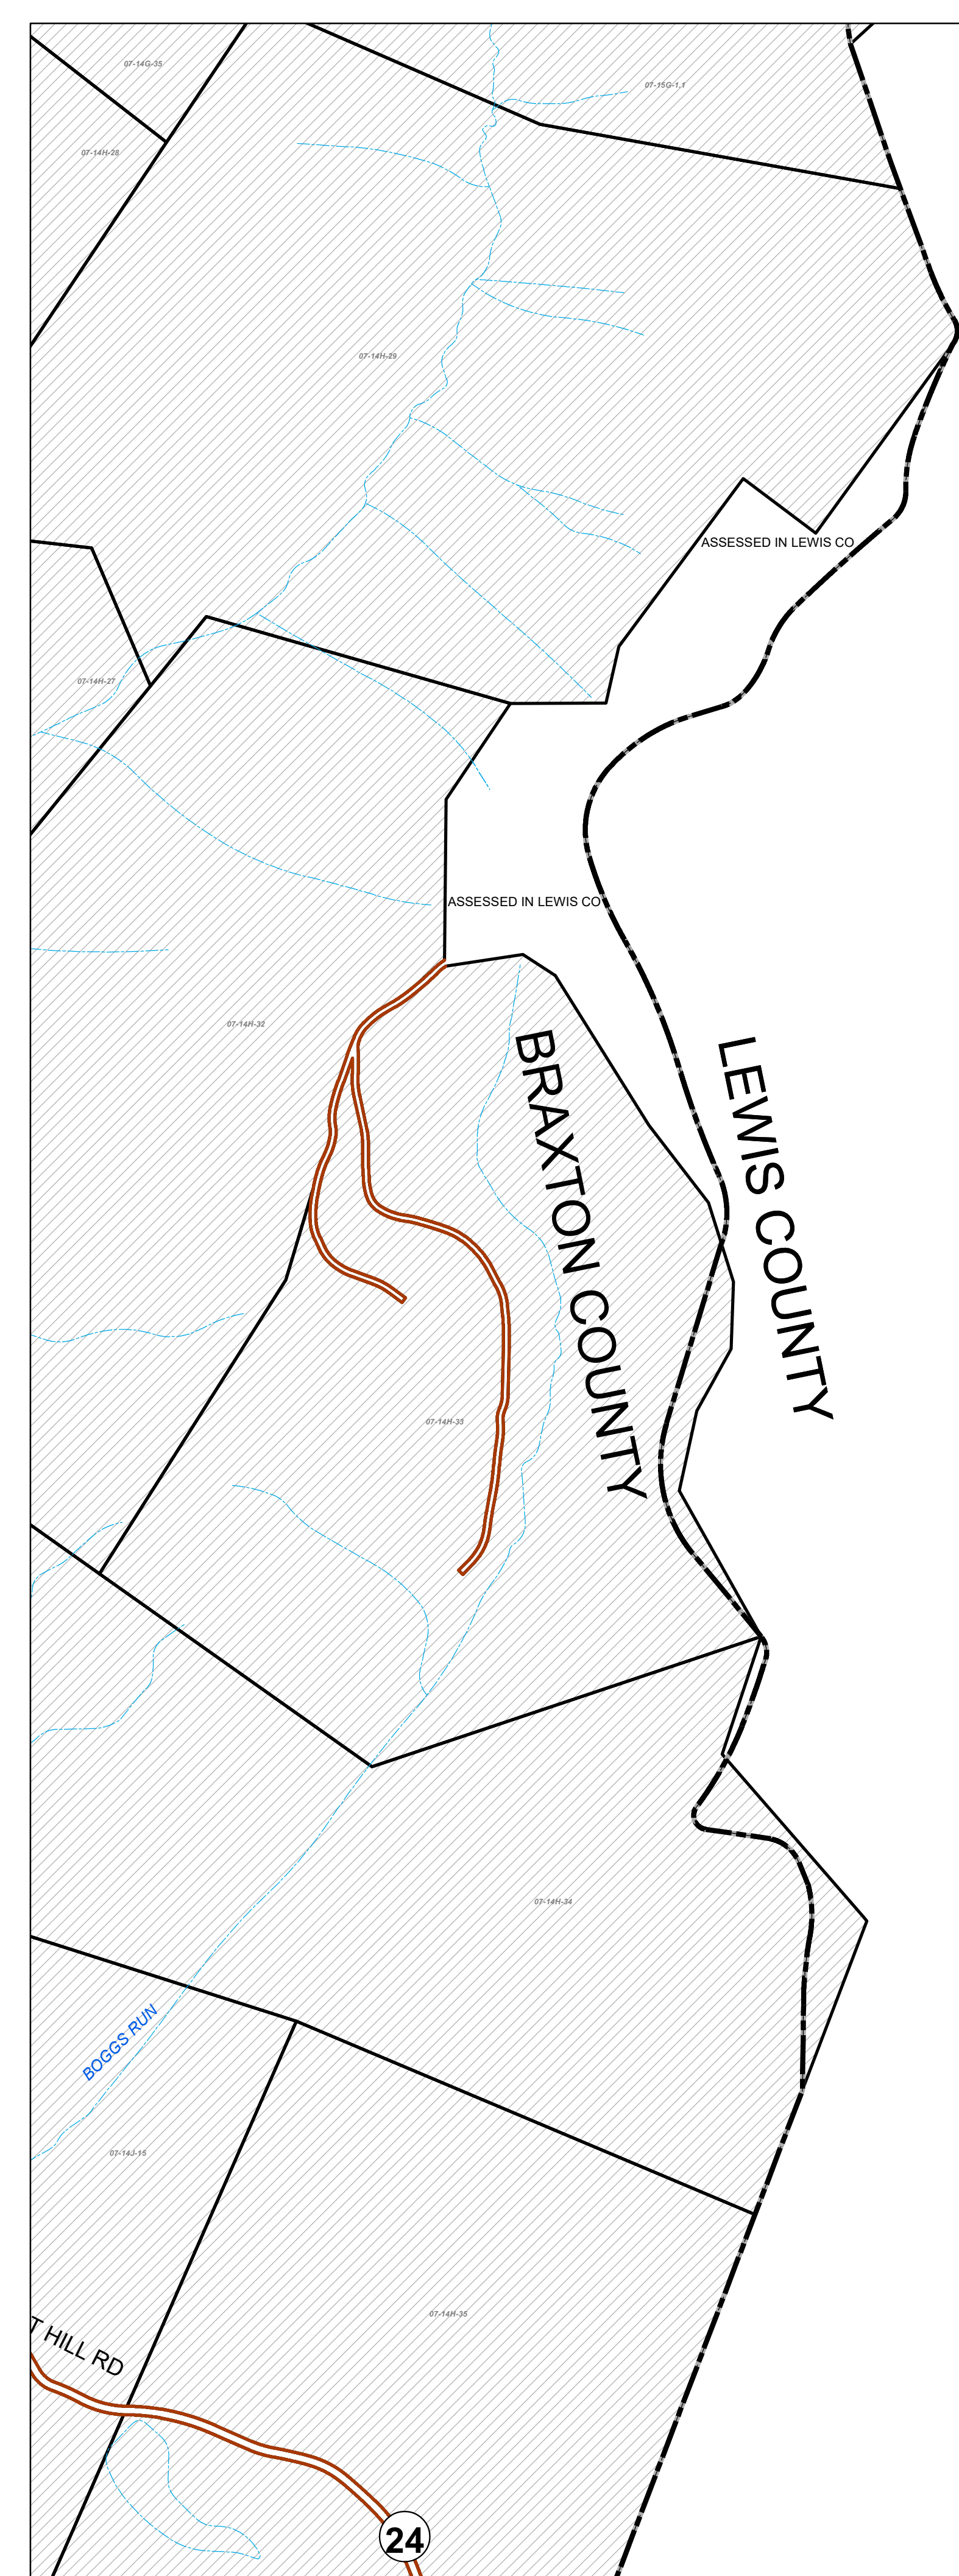 07-14G-35
07-15G-1.1
07-14H-28
07-14H-29
ASSESSED IN LEWIS CO
07-14H-27
ASSESSED IN LEWIS CO
07-14H-32
BRAXTON COUNTY
LEWIS COUNTY
07-14H-33
07-14H-34
BOGGS RUN
07-14J-15
07-14H-35
T HILL RD
24